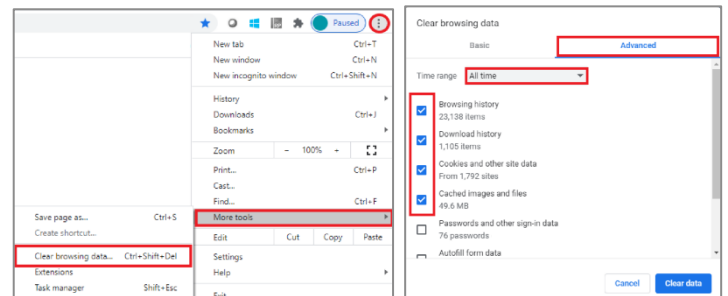 Paused
New tab Ctrl+T
New window Ctrl+N
New incognito window Ctrl+Shift+N
History
Downloads Ctrl+J
Bookmarks
Zoom - 100% +
Print... Ctrl+P
Cast...
Find... Ctrl+F
More tools
Edit Cut Copy Paste
Settings
Help
Exit
Save page as... Ctrl+S
Create shortcut...
Clear browsing data... Ctrl+Shift+Del
Extensions
Task manager Shift+Esc
Clear browsing data
Basic Advanced
Time range All time
Browsing history
23,138 items
Download history
1,105 items
Cookies and other site data
From 1,792 sites
Cached images and files
49.6 MB
Passwords and other sign-in data
76 passwords
Autofill form data
Cancel Clear data